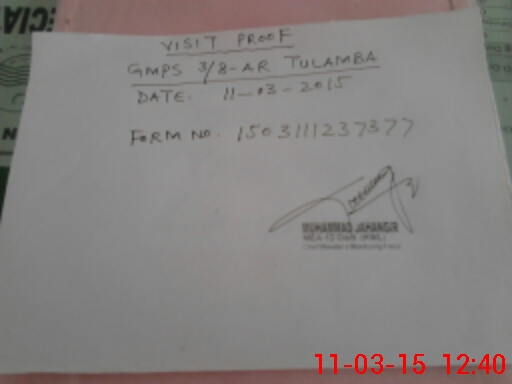 VISIT PROOF
GMPS 3/8-AR TULAMBA
DATE. 11-03-2015
FORM NO. 1503111237377
MUHAMMAD JAHANGIR
11-03-15 12:40